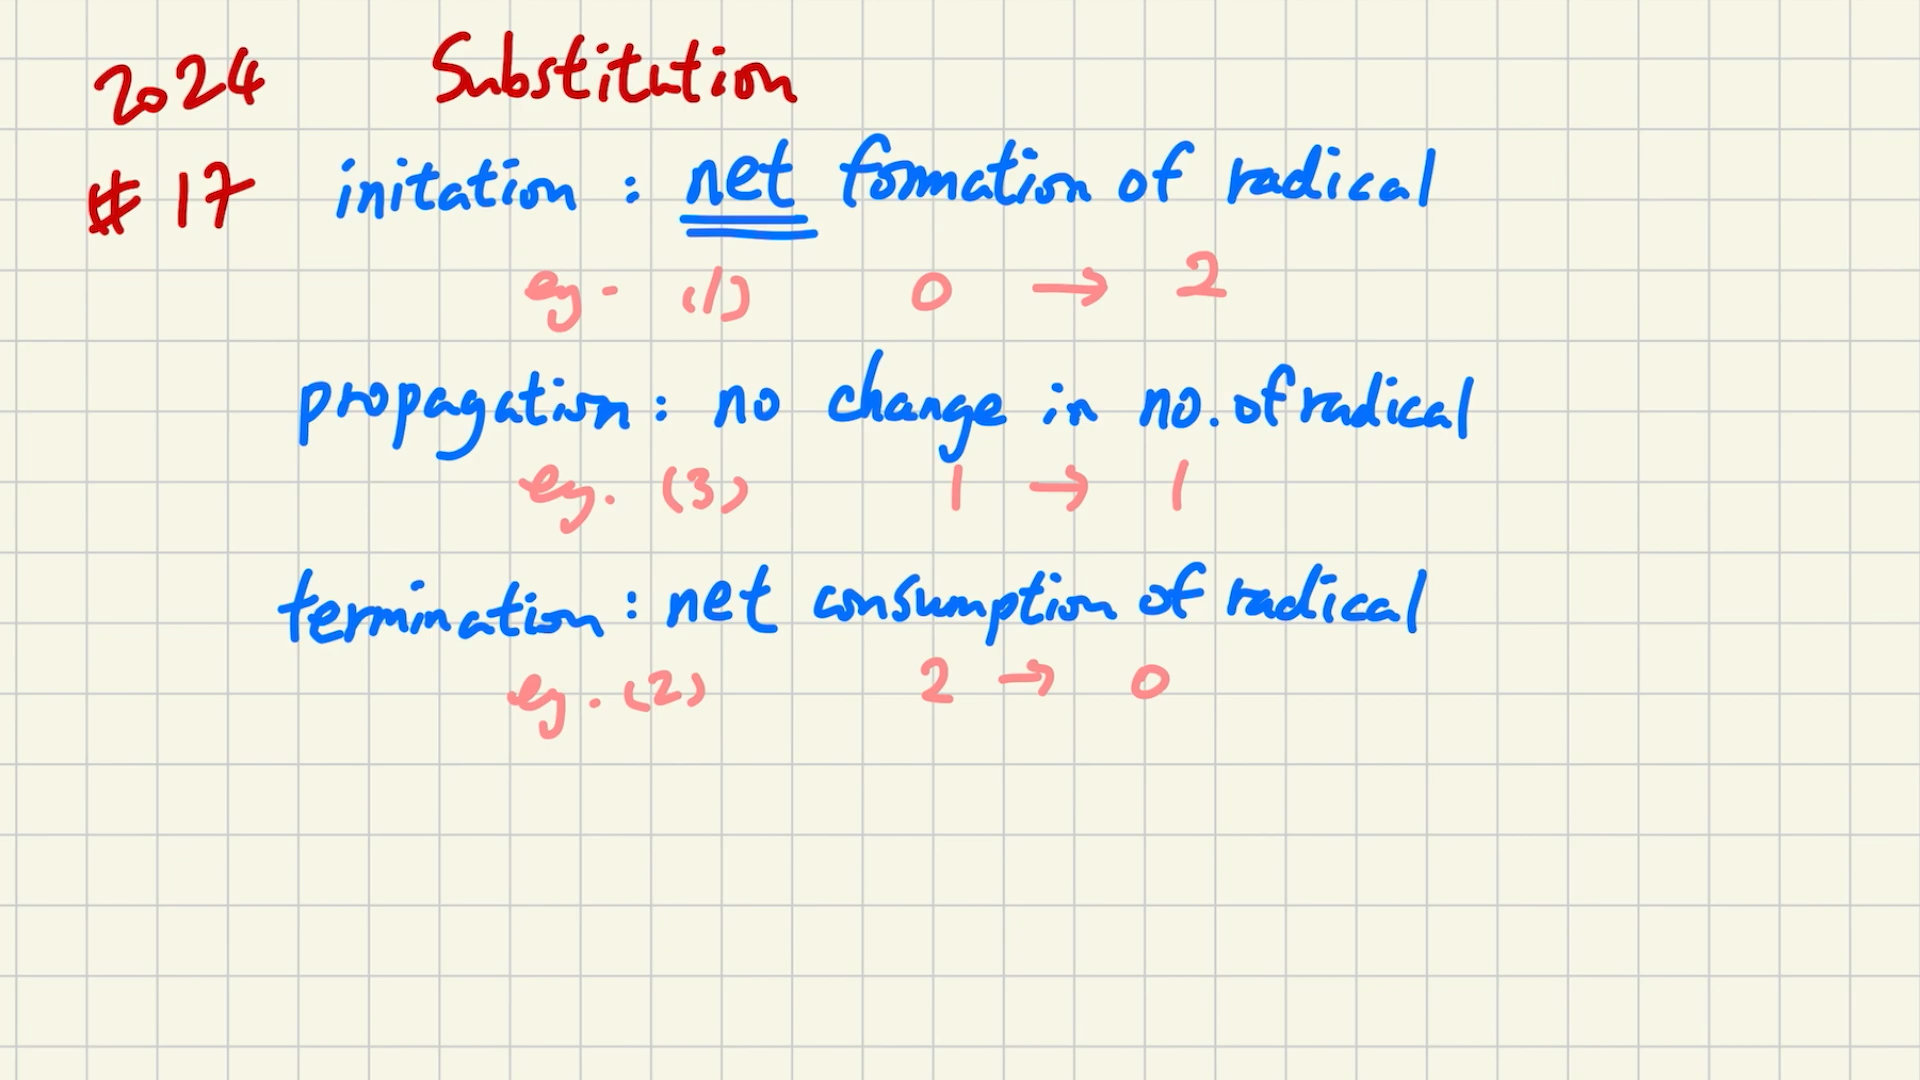 2024 Substitution
# 17 initation : net formation of radical
eg. (1) 0 → 2
propagation : no change in no. of radical
eg. (3) 1 → 1
termination : net consumption of radical
eg. (2) 2 → 0